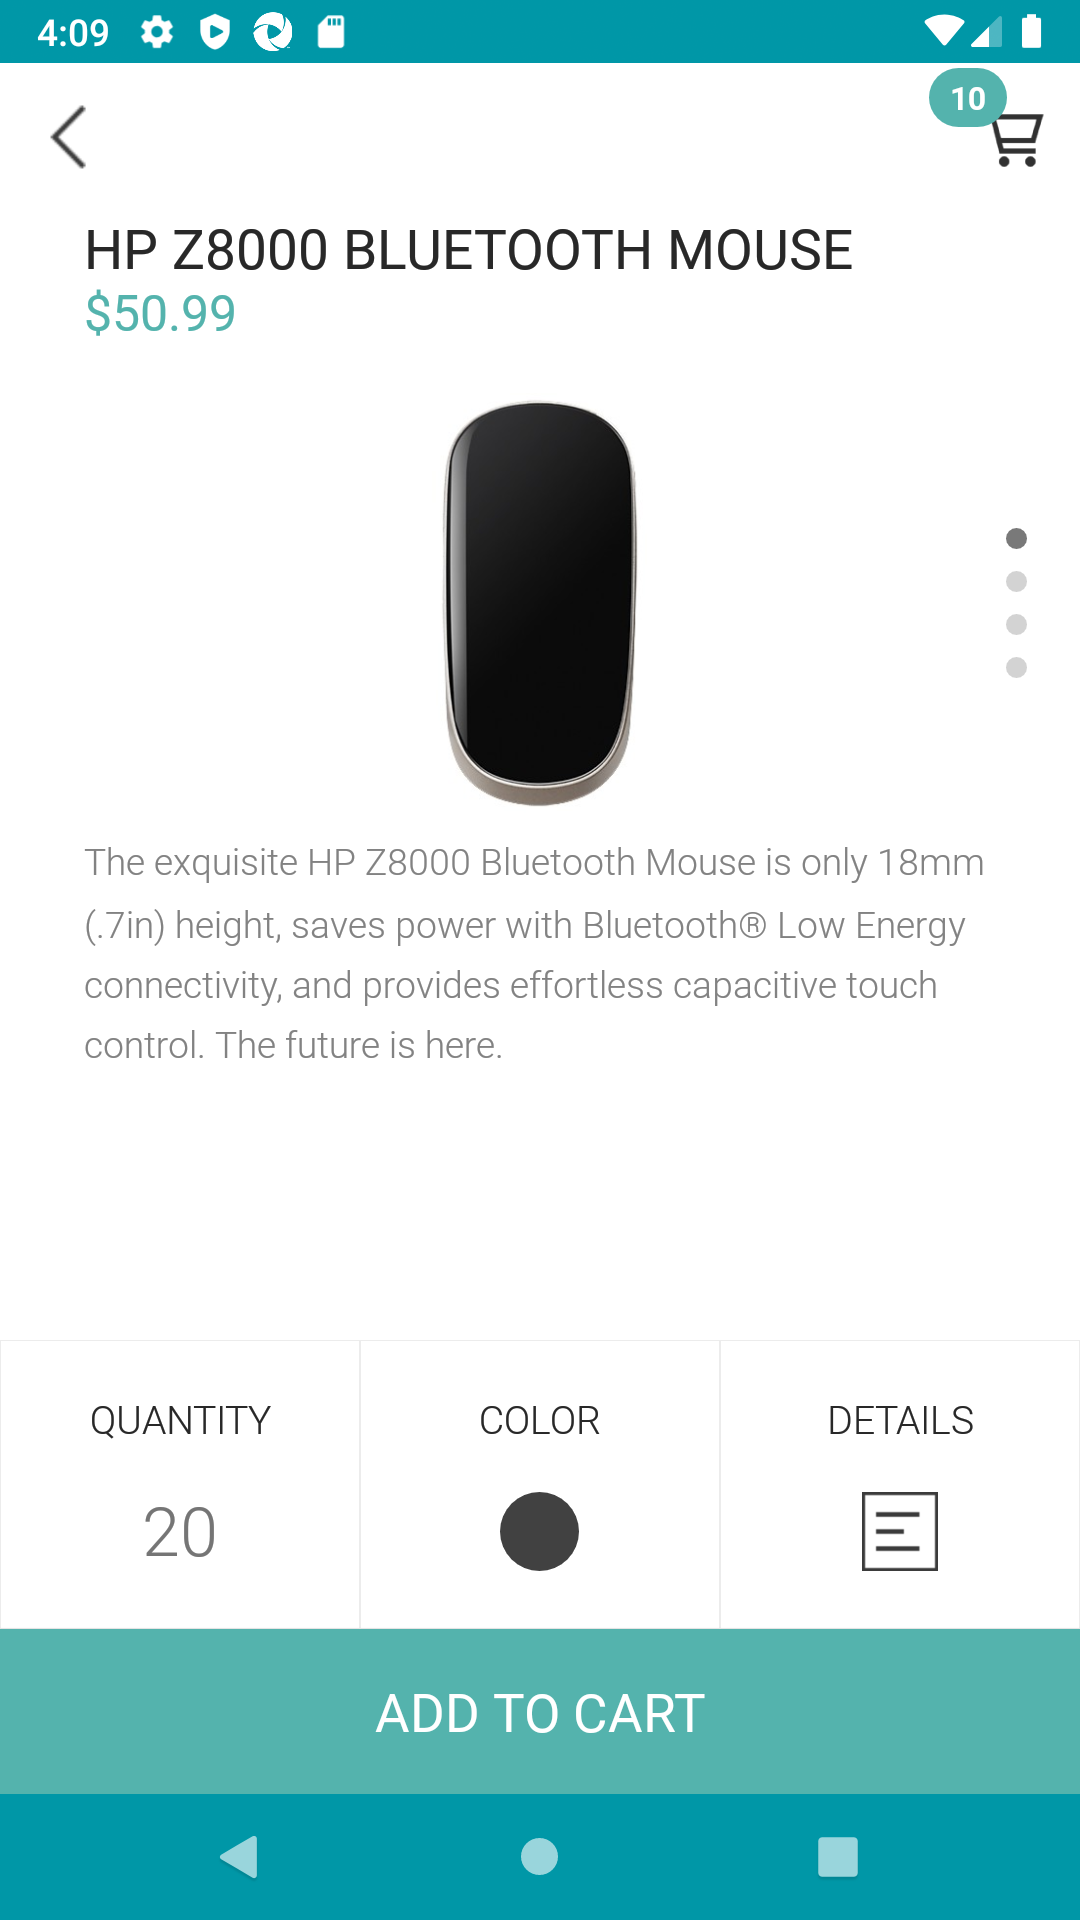 4:09
10
HP Z8000 BLUETOOTH MOUSE
$50.99
The exquisite HP Z8000 Bluetooth Mouse is only 18mm
(.7in) height, saves power with Bluetooth® Low Energy
connectivity, and provides effortless capacitive touch
control. The future is here.
QUANTITY
COLOR
DETAILS
20
ADD TO CART